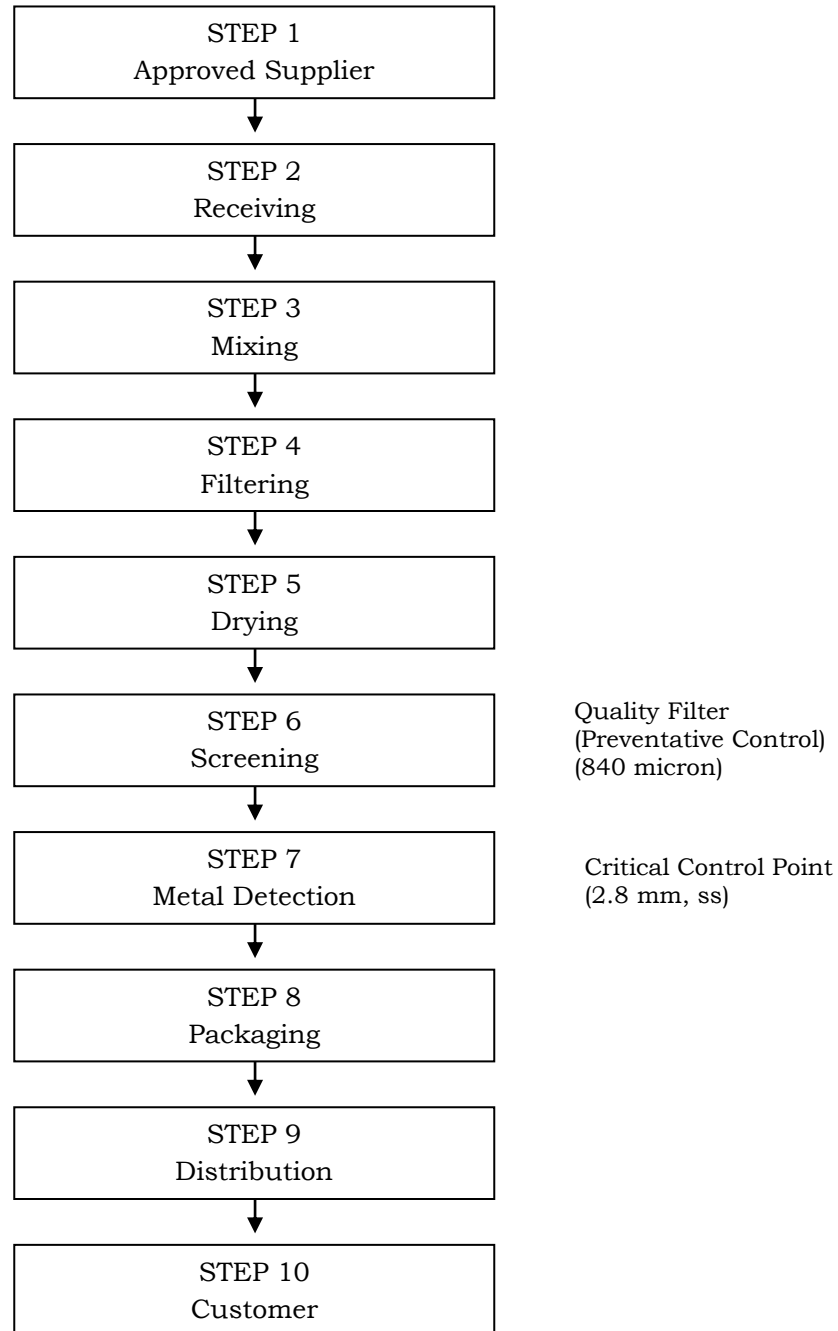 STEP 1
Approved Supplier
STEP 2
Receiving
STEP 3
Mixing
STEP 4
Filtering
STEP 5
Drying
STEP 6
Screening
Quality Filter
(Preventative Control)
(840 micron)
STEP 7
Metal Detection
Critical Control Point
(2.8 mm, ss)
STEP 8
Packaging
STEP 9
Distribution
STEP 10
Customer